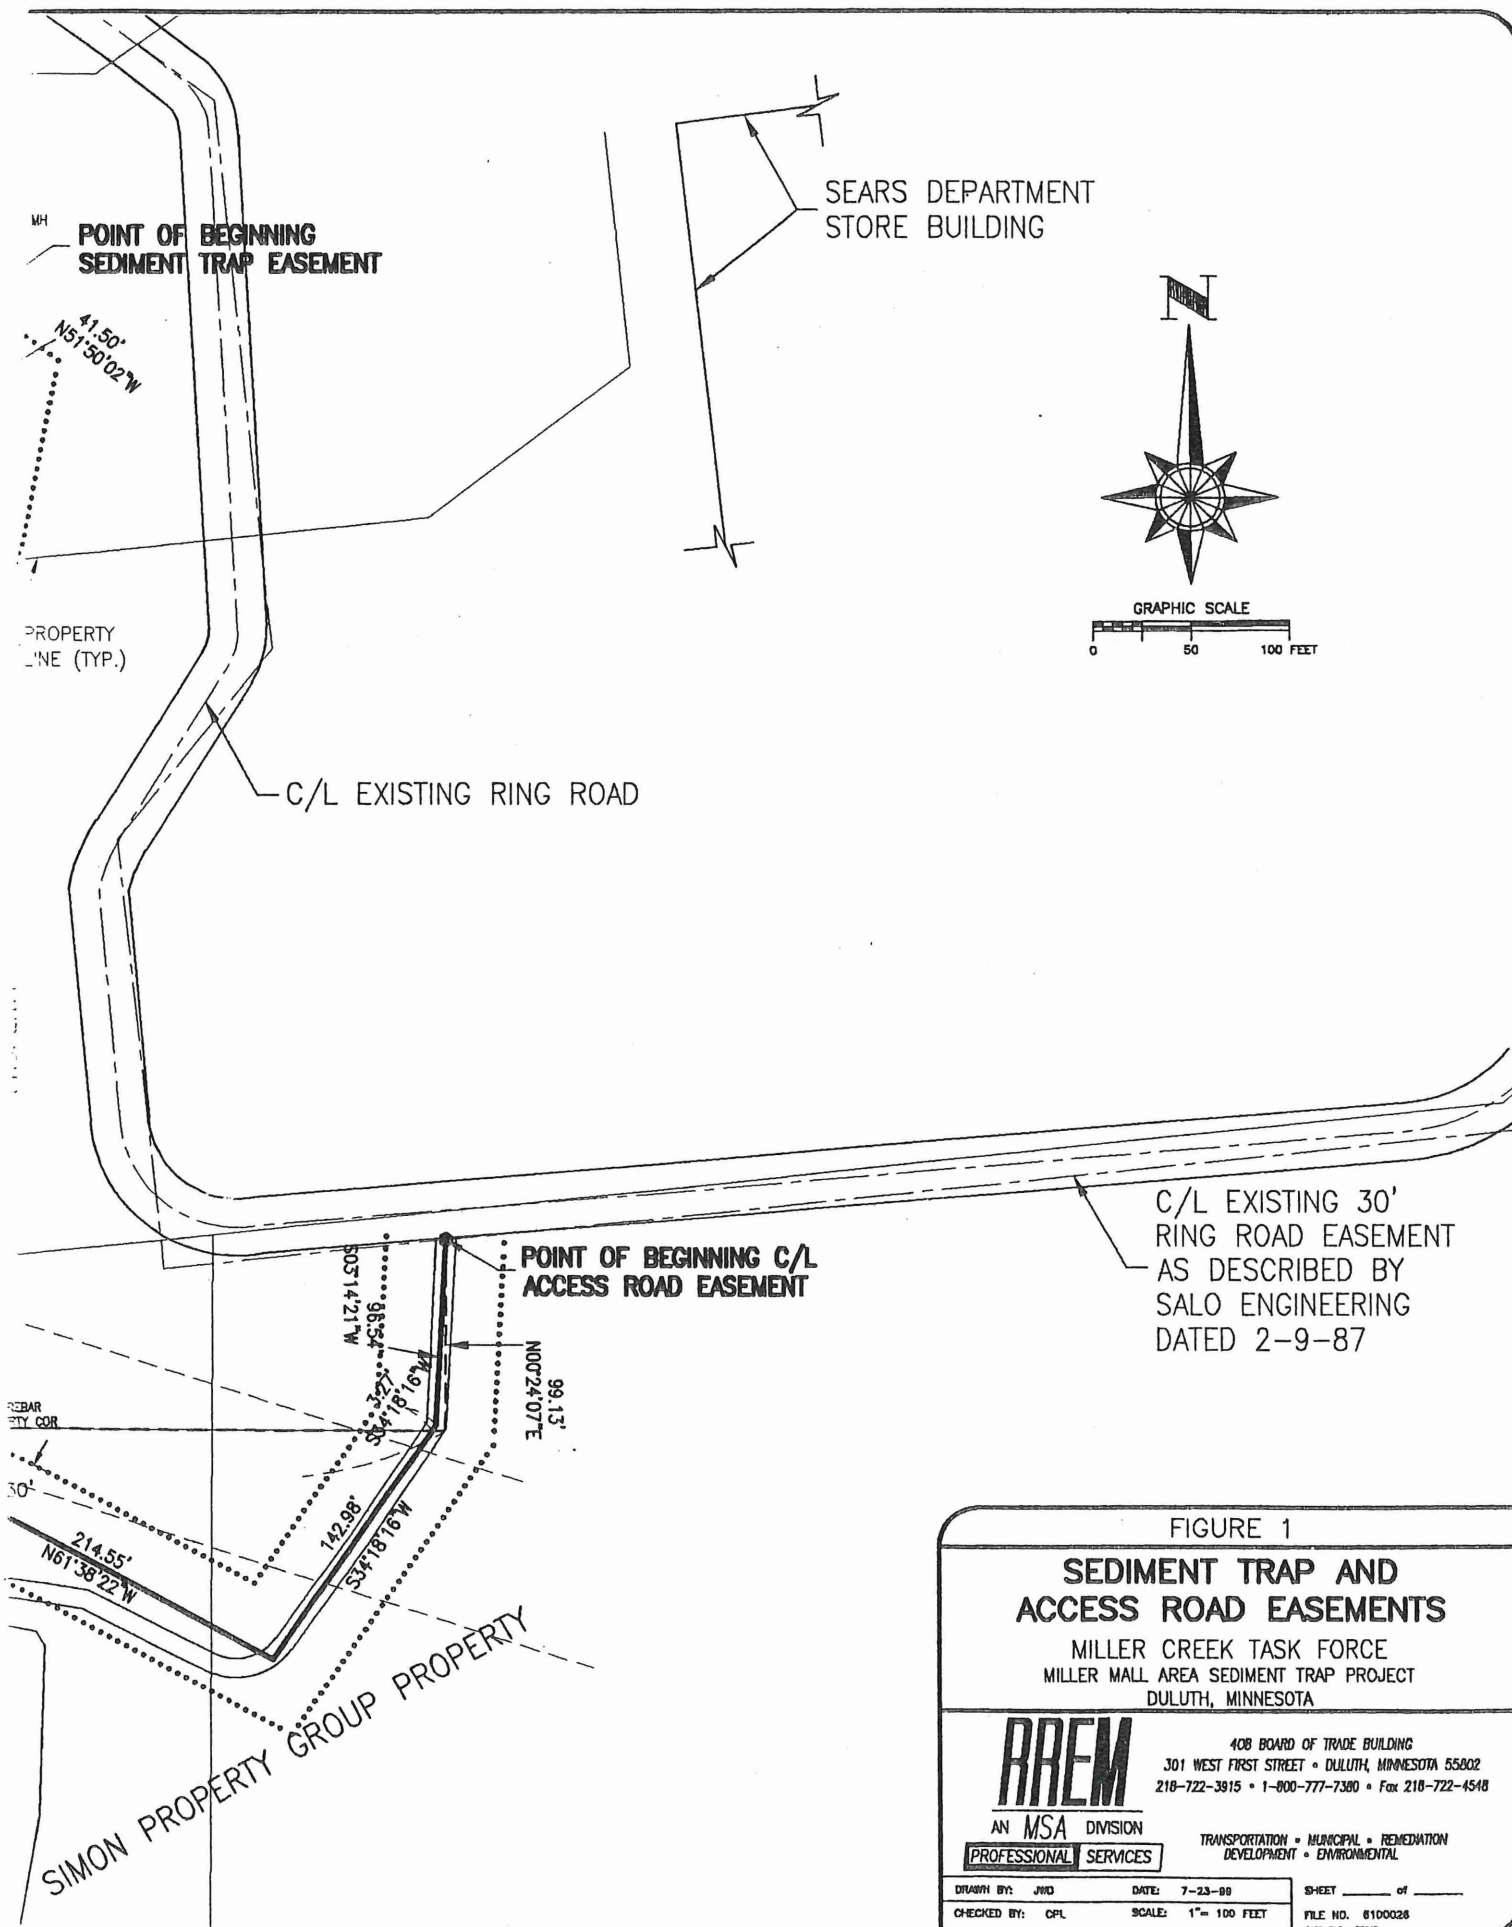 SEARS DEPARTMENT
STORE BUILDING
MH
POINT OF BEGINNING
SEDIMENT TRAP EASEMENT
N
41.50'
N51°50'02"W
GRAPHIC SCALE
0 50 100 FEET
PROPERTY
LINE (TYP.)
C/L EXISTING RING ROAD
C/L EXISTING 30'
RING ROAD EASEMENT
AS DESCRIBED BY
SALO ENGINEERING
DATED 2-9-87
POINT OF BEGINNING C/L
ACCESS ROAD EASEMENT
S03°14'21"W
96.54'
3.27'
S34°18'16"W
99.13'
N00°24'07"E
REBAR
COR
30'
142.98'
S34°18'16"W
214.55'
N61°38'22"W
SIMON PROPERTY GROUP PROPERTY
FIGURE 1
SEDIMENT TRAP AND
ACCESS ROAD EASEMENTS
MILLER CREEK TASK FORCE
MILLER MALL AREA SEDIMENT TRAP PROJECT
DULUTH, MINNESOTA
RREM
AN MSA DIVISION
PROFESSIONAL SERVICES
408 BOARD OF TRADE BUILDING
301 WEST FIRST STREET • DULUTH, MINNESOTA 55802
218-722-3915 • 1-800-777-7380 • Fax 218-722-4548
TRANSPORTATION • MUNICIPAL • REMEDIATION
DEVELOPMENT • ENVIRONMENTAL
DRAWN BY: JWD DATE: 7-23-99 SHEET ______ of ______
CHECKED BY: CPL SCALE: 1"= 100 FEET FILE NO. 6100026